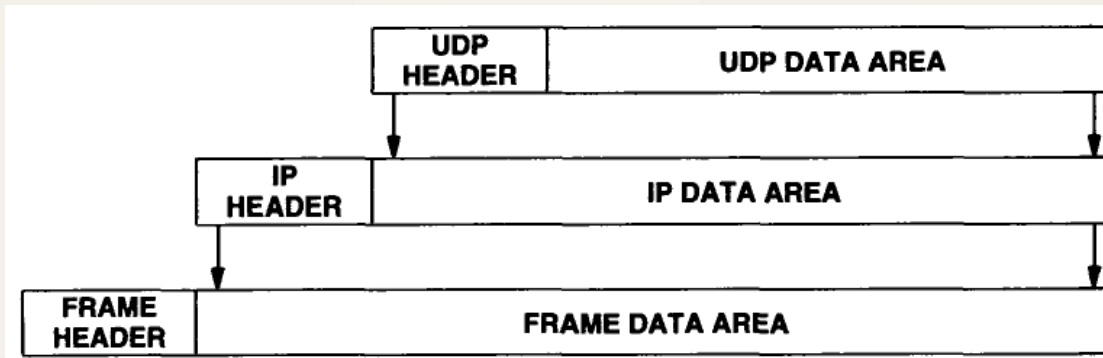 UDP
HEADER
UDP DATA AREA
IP
HEADER
IP DATA AREA
FRAME
HEADER
FRAME DATA AREA